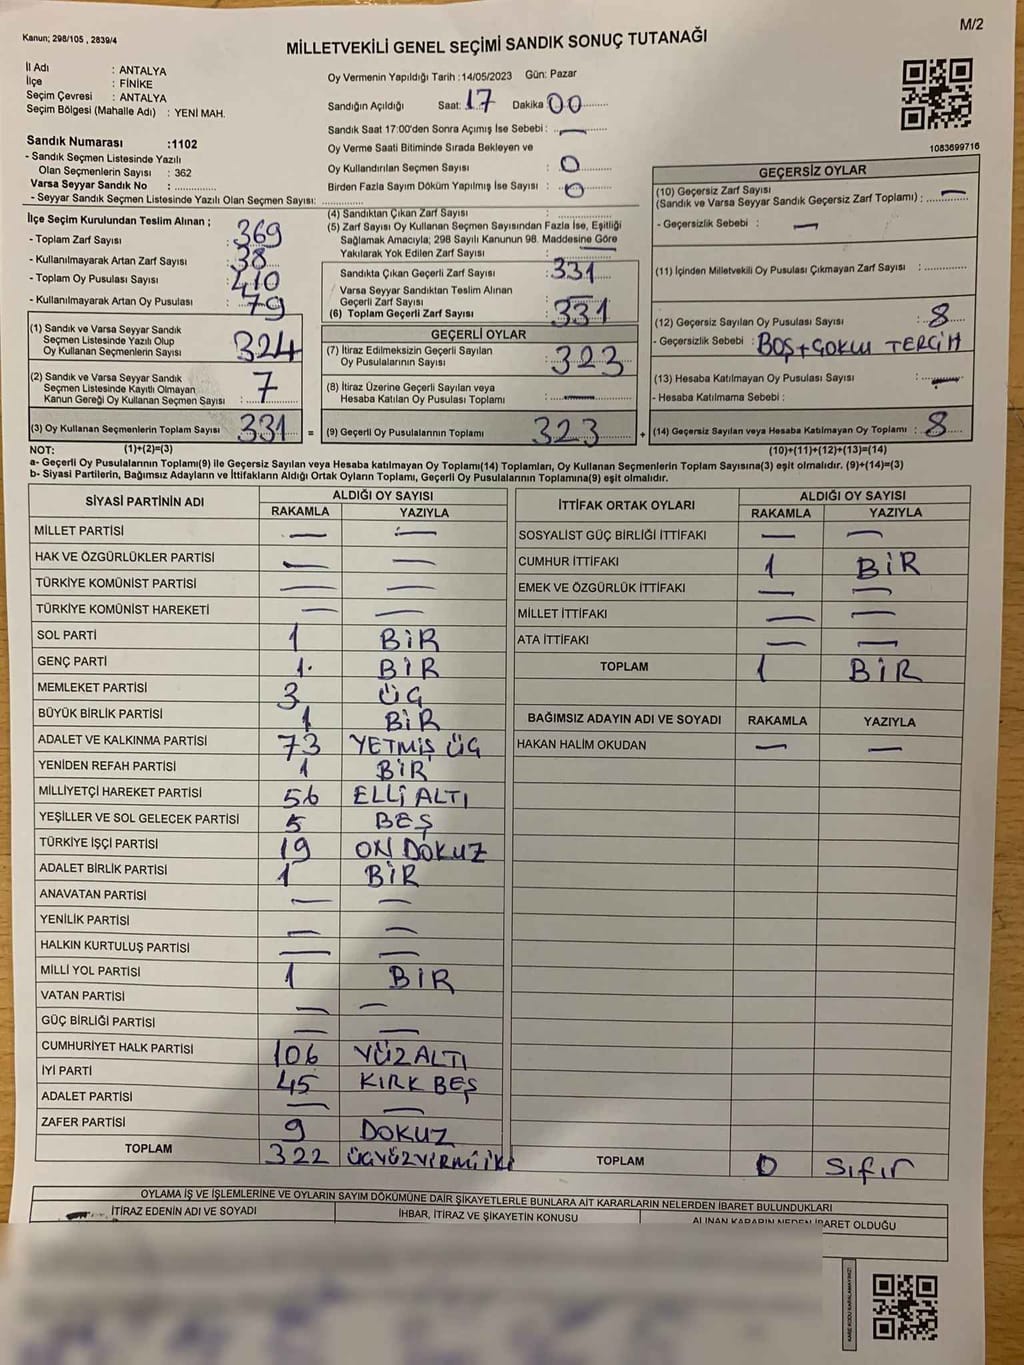 Kanun; 298/105 , 2839/4
M/2
MİLLETVEKİLİ GENEL SEÇİMİ SANDIK SONUÇ TUTANAĞI
İl Adı : ANTALYA
İlçe : FİNİKE
Seçim Çevresi : ANTALYA
Seçim Bölgesi (Mahalle Adı) : YENİ MAH.
Sandık Numarası :1102
- Sandık Seçmen Listesinde Yazılı
Olan Seçmenlerin Sayısı : 362
Varsa Seyyar Sandık No : ..............
- Seyyar Sandık Seçmen Listesinde Yazılı Olan Seçmen Sayısı: ..............
Oy Vermenin Yapıldığı Tarih :14/05/2023 Gün: Pazar
Sandığın Açıldığı Saat: 17 Dakika 00
Sandık Saat 17:00'den Sonra Açımış İse Sebebi : —
Oy Verme Saati Bitiminde Sırada Bekleyen ve
Oy Kullandırılan Seçmen Sayısı : 0
Birden Fazla Sayım Döküm Yapılmış İse Sayısı : 0
1083699716
İlçe Seçim Kurulundan Teslim Alınan ;
- Toplam Zarf Sayısı : 369
- Kullanılmayarak Artan Zarf Sayısı : 38
- Toplam Oy Pusulası Sayısı : 410
- Kullanılmayarak Artan Oy Pusulası : 79
(1) Sandık ve Varsa Seyyar Sandık
Seçmen Listesinde Yazılı Olup
Oy Kullanan Seçmenlerin Sayısı 324
(2) Sandık ve Varsa Seyyar Sandık
Seçmen Listesinde Kayıtlı Olmayan
Kanun Gereği Oy Kullanan Seçmen Sayısı : 7
(3) Oy Kullanan Seçmenlerin Toplam Sayısı 331 =
(4) Sandıktan Çıkan Zarf Sayısı : ..............
(5) Zarf Sayısı Oy Kullanan Seçmen Sayısından Fazla İse, Eşitliği
Sağlamak Amacıyla; 298 Sayılı Kanunun 98. Maddesine Göre
Yakılarak Yok Edilen Zarf Sayısı : —
Sandıkta Çıkan Geçerli Zarf Sayısı : 331
Varsa Seyyar Sandıktan Teslim Alınan
Geçerli Zarf Sayısı : —
(6) Toplam Geçerli Zarf Sayısı : 331
GEÇERLİ OYLAR
(7) İtiraz Edilmeksizin Geçerli Sayılan
Oy Pusulalarının Sayısı : 323
(8) İtiraz Üzerine Geçerli Sayılan veya
Hesaba Katılan Oy Pusulası Toplamı : —
(9) Geçerli Oy Pusulalarının Toplamı 323 +
GEÇERSİZ OYLAR
(10) Geçersiz Zarf Sayısı
(Sandık ve Varsa Seyyar Sandık Geçersiz Zarf Toplamı) : —
- Geçersizlik Sebebi : —
(11) İçinden Milletvekili Oy Pusulası Çıkmayan Zarf Sayısı : ..............
(12) Geçersiz Sayılan Oy Pusulası Sayısı : 8
- Geçersizlik Sebebi : BOŞ + ÇOKLU TERCİH
(13) Hesaba Katılmayan Oy Pusulası Sayısı : —
- Hesaba Katılmama Sebebi :
(14) Geçersiz Sayılan veya Hesaba Katılmayan Oy Toplamı : 8
NOT: (1)+(2)=(3) (10)+(11)+(12)+(13)=(14)
a- Geçerli Oy Pusulalarının Toplamı(9) ile Geçersiz Sayılan veya Hesaba katılmayan Oy Toplamı(14) Toplamları, Oy Kullanan Seçmenlerin Toplam Sayısına(3) eşit olmalıdır. (9)+(14)=(3)
b- Siyasi Partilerin, Bağımsız Adayların ve İttifakların Aldığı Ortak Oyların Toplamı, Geçerli Oy Pusulalarının Toplamına(9) eşit olmalıdır.
SİYASİ PARTİNİN ADI ALDIĞI OY SAYISI
RAKAMLA YAZIYLA
MİLLET PARTİSİ — —
HAK VE ÖZGÜRLÜKLER PARTİSİ — —
TÜRKİYE KOMÜNİST PARTİSİ — —
TÜRKİYE KOMÜNİST HAREKETİ — —
SOL PARTİ 1 BİR
GENÇ PARTİ 1. BİR
MEMLEKET PARTİSİ 3 ÜÇ
BÜYÜK BİRLİK PARTİSİ 1 BİR
ADALET VE KALKINMA PARTİSİ 73 YETMİŞ ÜÇ
YENİDEN REFAH PARTİSİ 1 BİR
MİLLİYETÇİ HAREKET PARTİSİ 56 ELLİ ALTI
YEŞİLLER VE SOL GELECEK PARTİSİ 5 BEŞ
TÜRKİYE İŞÇİ PARTİSİ 19 ON DOKUZ
ADALET BİRLİK PARTİSİ 1 BİR
ANAVATAN PARTİSİ — —
YENİLİK PARTİSİ — —
HALKIN KURTULUŞ PARTİSİ — —
MİLLİ YOL PARTİSİ 1 BİR
VATAN PARTİSİ — —
GÜÇ BİRLİĞİ PARTİSİ — —
CUMHURİYET HALK PARTİSİ 106 YÜZALTI
İYİ PARTİ 45 KIRK BEŞ
ADALET PARTİSİ — —
ZAFER PARTİSİ 9 DOKUZ
TOPLAM 322 ÜÇYÜZYİRMİİKİ
İTTİFAK ORTAK OYLARI ALDIĞI OY SAYISI
RAKAMLA YAZIYLA
SOSYALİST GÜÇ BİRLİĞİ İTTİFAKI — —
CUMHUR İTTİFAKI 1 BİR
EMEK VE ÖZGÜRLÜK İTTİFAKI — —
MİLLET İTTİFAKI — —
ATA İTTİFAKI — —
TOPLAM 1 BİR
BAĞIMSIZ ADAYIN ADI VE SOYADI RAKAMLA YAZIYLA
HAKAN HALİM OKUDAN — —
TOPLAM 0 Sıfır
OYLAMA İŞ VE İŞLEMLERİNE VE OYLARIN SAYIM DÖKÜMÜNE DAİR ŞİKAYETLERLE BUNLARA AİT KARARLARIN NELERDEN İBARET BULUNDUKLARI
İTİRAZ EDENİN ADI VE SOYADI İHBAR, İTİRAZ VE ŞİKAYETİN KONUSU ALINAN KARARIN NEDEN İBARET OLDUĞU
KARE KODU KARALAMAYINIZ!